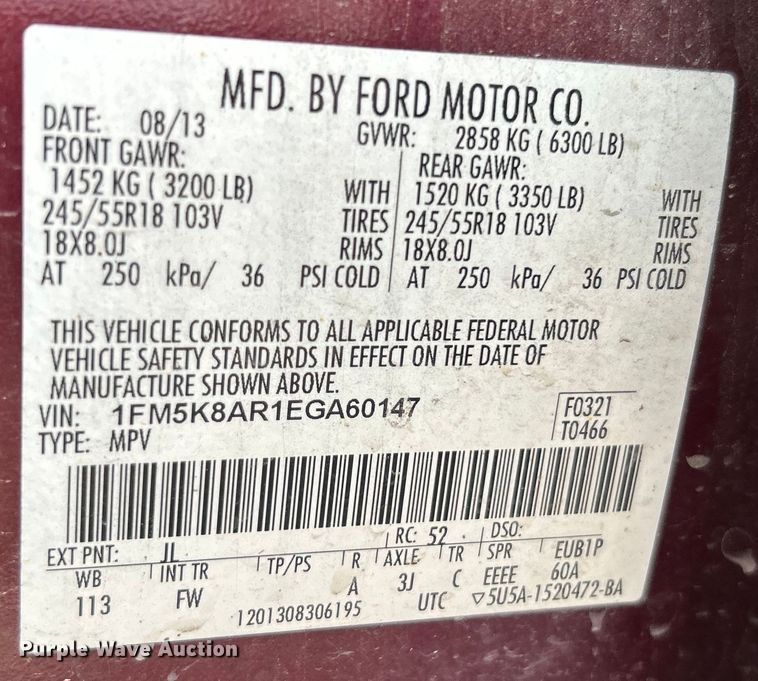 MFD. BY FORD MOTOR CO.
DATE: 08/13 GVWR: 2858 KG ( 6300 LB)
FRONT GAWR: REAR GAWR:
1452 KG ( 3200 LB) WITH 1520 KG ( 3350 LB) WITH
245/55R18 103V TIRES 245/55R18 103V TIRES
18X8.0J RIMS 18X8.0J RIMS
AT 250 kPa/ 36 PSI COLD AT 250 kPa/ 36 PSI COLD
THIS VEHICLE CONFORMS TO ALL APPLICABLE FEDERAL MOTOR
VEHICLE SAFETY STANDARDS IN EFFECT ON THE DATE OF
MANUFACTURE SHOWN ABOVE.
VIN: 1FM5K8AR1EGA60147 F0321
TYPE: MPV T0466
EXT PNT: JL RC: 52 DSO:
WB INT TR TP/PS R AXLE TR SPR EUB1P
113 FW A 3J C EEEE 60A
1201308306195 UTC ▽5U5A-1520472-BA
Purple Wave Auction